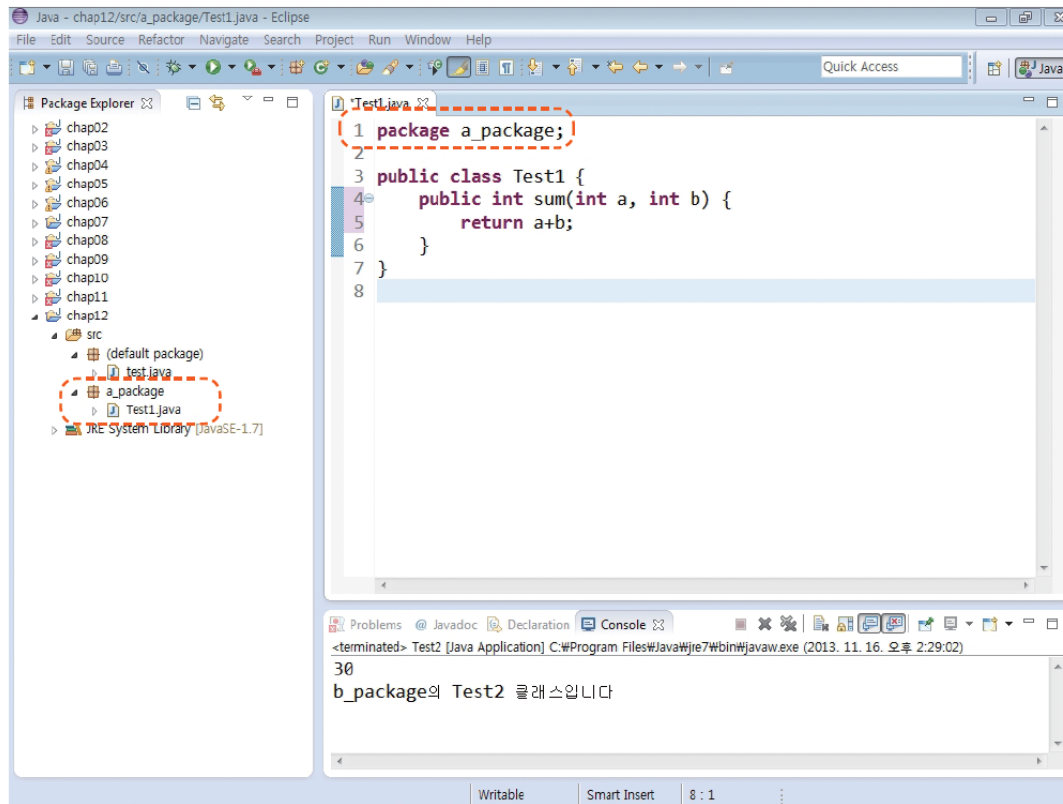 Java - chap12/src/a_package/Test1.java - Eclipse
File Edit Source Refactor Navigate Search Project Run Window Help
Quick Access
Java
Package Explorer
chap02
chap03
chap04
chap05
chap06
chap07
chap08
chap09
chap10
chap11
chap12
src
(default package)
test.java
a_package
Test1.java
JRE System Library [JavaSE-1.7]
*Test1.java
1 package a_package;
2
3 public class Test1 {
4 public int sum(int a, int b) {
5 return a+b;
6 }
7 }
8
Problems @ Javadoc Declaration Console
<terminated> Test2 [Java Application] C:₩Program Files₩Java₩jre7₩bin₩javaw.exe (2013. 11. 16. 오후 2:29:02)
30
b_package의 Test2 클래스입니다
Writable Smart Insert 8 : 1